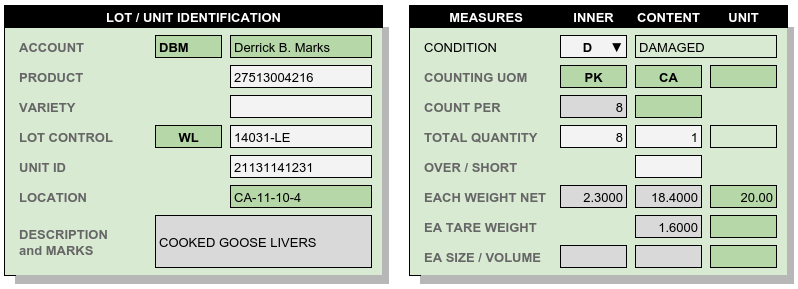 LOT / UNIT IDENTIFICATION
ACCOUNT DBM Derrick B. Marks
PRODUCT 27513004216
VARIETY
LOT CONTROL WL 14031-LE
UNIT ID 21131141231
LOCATION CA-11-10-4
DESCRIPTION
and MARKS
COOKED GOOSE LIVERS
MEASURES INNER CONTENT UNIT
CONDITION D ▼ DAMAGED
COUNTING UOM PK CA
COUNT PER 8
TOTAL QUANTITY 8 1
OVER / SHORT
EACH WEIGHT NET 2.3000 18.4000 20.00
EA TARE WEIGHT 1.6000
EA SIZE / VOLUME